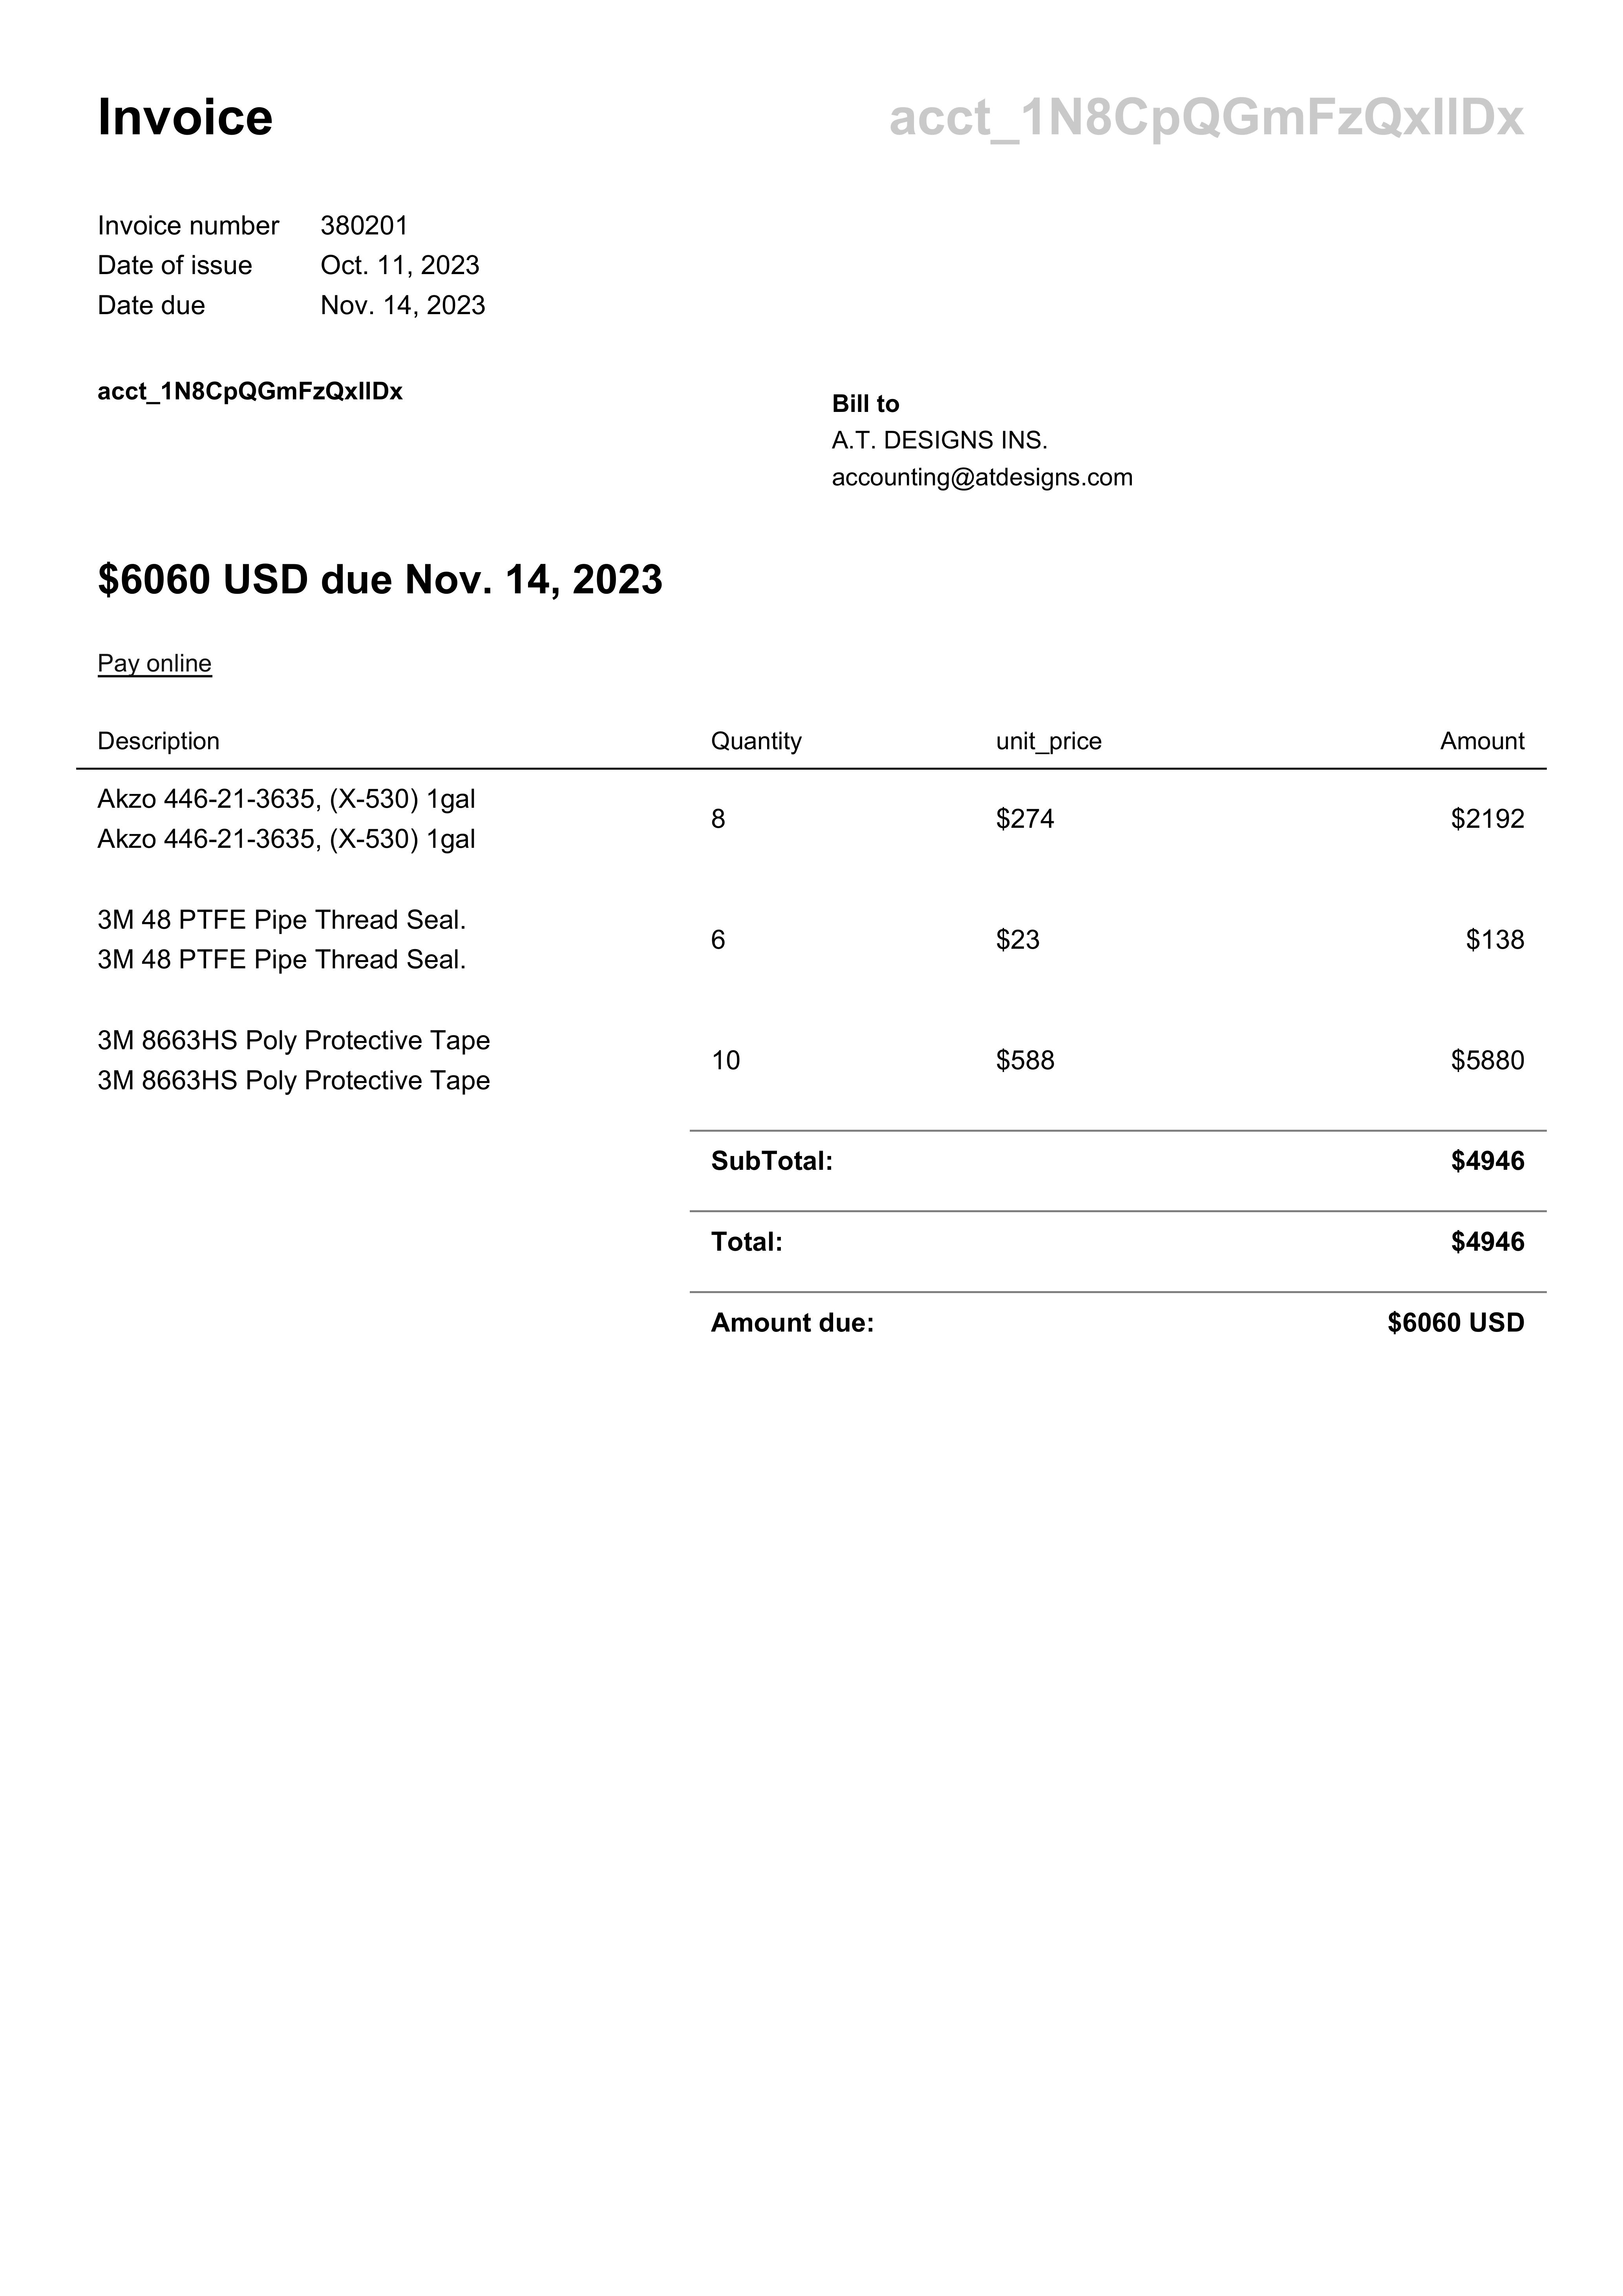 Invoice
acct_1N8CpQGmFzQxIIDx
Invoice number 380201
Date of issue Oct. 11, 2023
Date due Nov. 14, 2023
acct_1N8CpQGmFzQxIIDx
Bill to
A.T. DESIGNS INS.
accounting@atdesigns.com
$6060 USD due Nov. 14, 2023
Pay online
Description Quantity unit_price Amount
Akzo 446-21-3635, (X-530) 1gal
Akzo 446-21-3635, (X-530) 1gal
8 $274 $2192
3M 48 PTFE Pipe Thread Seal.
3M 48 PTFE Pipe Thread Seal.
6 $23 $138
3M 8663HS Poly Protective Tape
3M 8663HS Poly Protective Tape
10 $588 $5880
SubTotal: $4946
Total: $4946
Amount due: $6060 USD